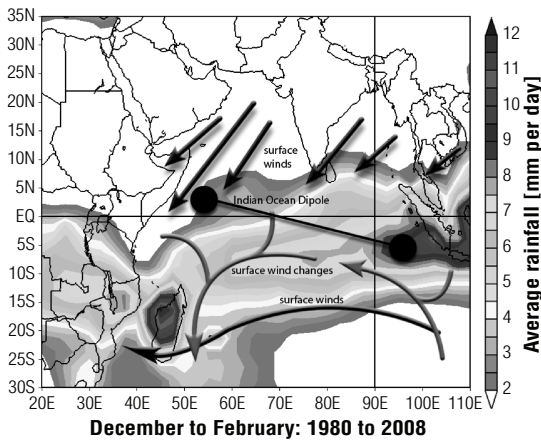 35N
30N
25N
20N
15N
10N
5N
EQ
5S
10S
15S
20S
25S
30S
20E 30E 40E 50E 60E 70E 80E 90E 100E 110E
surface
winds
Indian Ocean Dipole
surface wind changes
surface winds
12
11
10
9
8
7
6
5
4
3
2
Average rainfall [mm per day]
December to February: 1980 to 2008